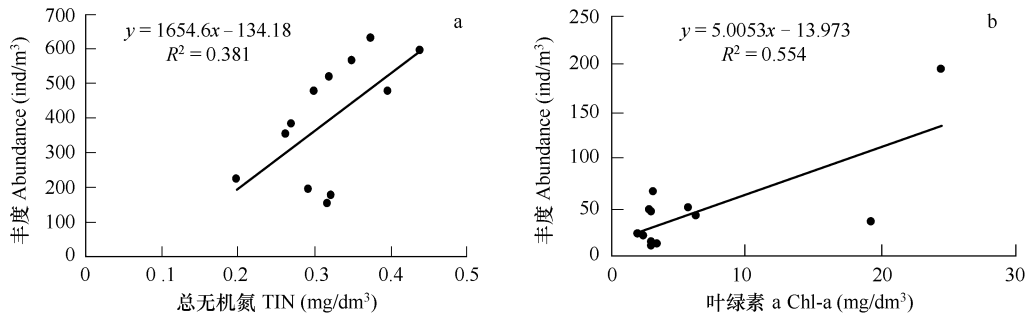 a
y = 1654.6x – 134.18
R² = 0.381
丰度 Abundance (ind/m³)
700
600
500
400
300
200
100
0
0
0.1
0.2
0.3
0.4
0.5
总无机氮 TIN (mg/dm³)
b
y = 5.0053x – 13.973
R² = 0.554
丰度 Abundance (ind/m³)
250
200
150
100
50
0
0
10
20
30
叶绿素 a Chl-a (mg/dm³)